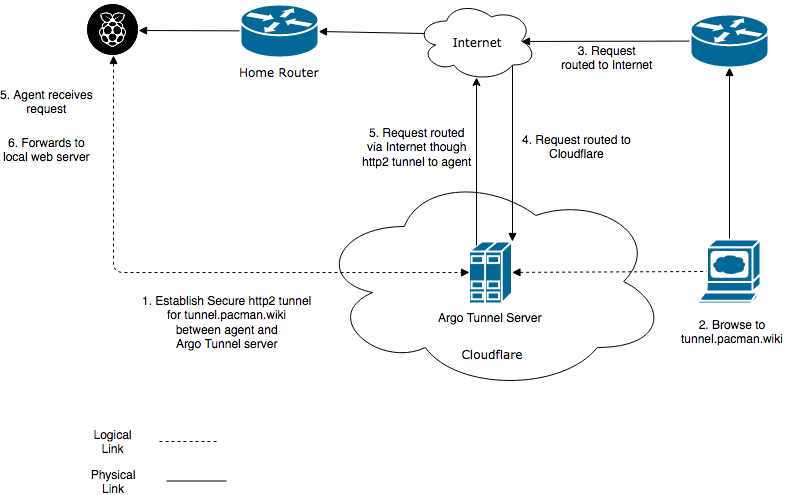 Internet
Home Router
3. Request
routed to Internet
5. Agent receives
request
6. Forwards to
local web server
5. Request routed
via Internet though
http2 tunnel to agent
4. Request routed to
Cloudflare
1. Establish Secure http2 tunnel
for tunnel.pacman.wiki
between agent and
Argo Tunnel server
Argo Tunnel Server
Cloudflare
2. Browse to
tunnel.pacman.wiki
Logical
Link
Physical
Link